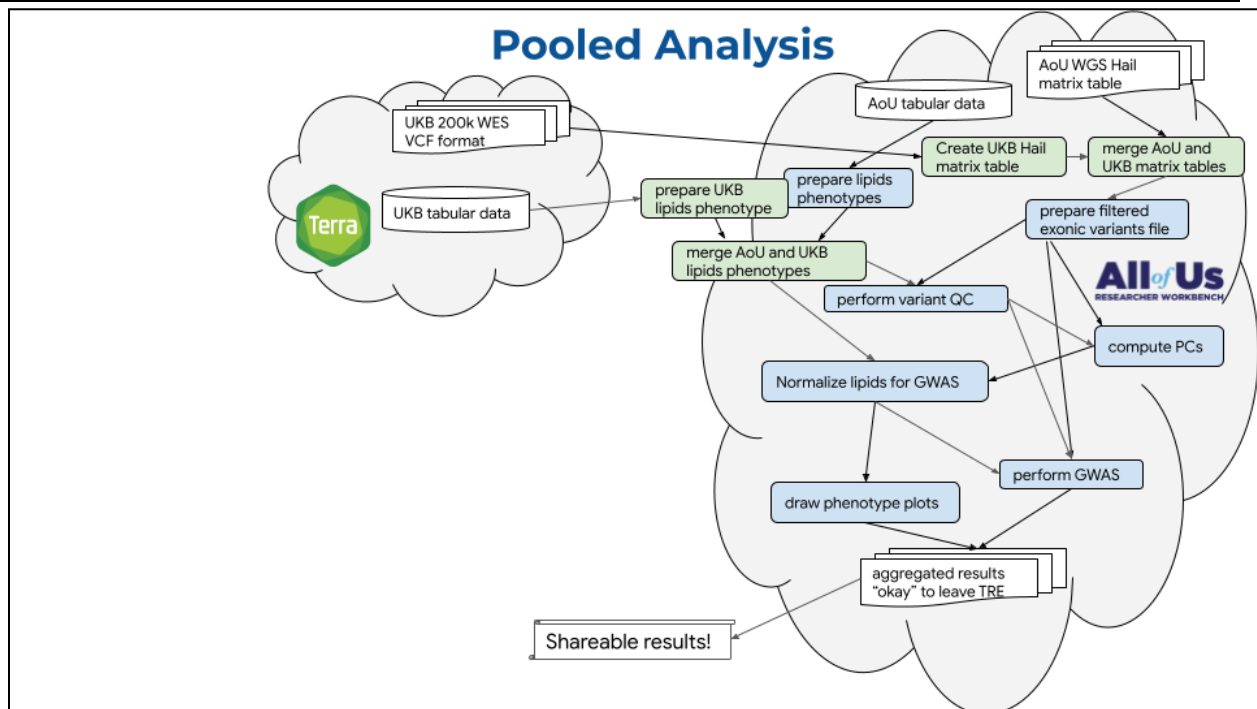 Pooled Analysis
UKB 200k WES
VCF format
UKB tabular data
Terra
AoU tabular data
AoU WGS Hail
matrix table
Create UKB Hail
matrix table
merge AoU and
UKB matrix tables
prepare UKB
lipids phenotype
prepare lipids
phenotypes
prepare filtered
exonic variants file
merge AoU and UKB
lipids phenotypes
All of Us
RESEARCHER WORKBENCH
perform variant QC
compute PCs
Normalize lipids for GWAS
perform GWAS
draw phenotype plots
aggregated results
“okay” to leave TRE
Shareable results!